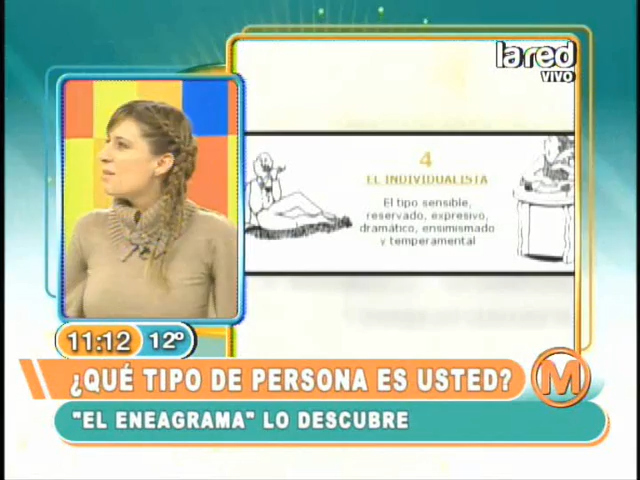 lared
VIVO
4
EL INDIVIDUALISTA
El tipo sensible,
reservado, expresivo,
dramático, ensimismado
y temperamental
11:12 12º
¿QUÉ TIPO DE PERSONA ES USTED?
M
"EL ENEAGRAMA" LO DESCUBRE